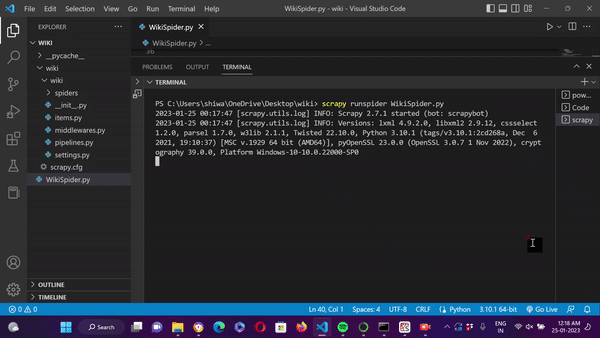 File Edit Selection View Go Run Terminal Help WikiSpider.py - wiki - Visual Studio Code
EXPLORER
WikiSpider.py
WIKI
WikiSpider.py > ...
__pycache__
wiki
wiki
spiders
__init__.py
items.py
middlewares.py
pipelines.py
settings.py
scrapy.cfg
WikiSpider.py
OUTLINE
TIMELINE
PROBLEMS OUTPUT TERMINAL
TERMINAL
PS C:\Users\shiwa\OneDrive\Desktop\wiki> scrapy runspider WikiSpider.py
2023-01-25 00:17:47 [scrapy.utils.log] INFO: Scrapy 2.7.1 started (bot: scrapybot)
2023-01-25 00:17:47 [scrapy.utils.log] INFO: Versions: lxml 4.9.2.0, libxml2 2.9.12, cssselect
1.2.0, parsel 1.7.0, w3lib 2.1.1, Twisted 22.10.0, Python 3.10.1 (tags/v3.10.1:2cd268a, Dec 6
2021, 19:10:37) [MSC v.1929 64 bit (AMD64)], pyOpenSSL 23.0.0 (OpenSSL 3.0.7 1 Nov 2022), crypt
ography 39.0.0, Platform Windows-10-10.0.22000-SP0
pow...
Code
scrapy
0 0 Ln 40, Col 1 Spaces: 4 UTF-8 CRLF Python 3.10.1 64-bit Go Live
Search
ENG
IN
12:18 AM
25-01-2023